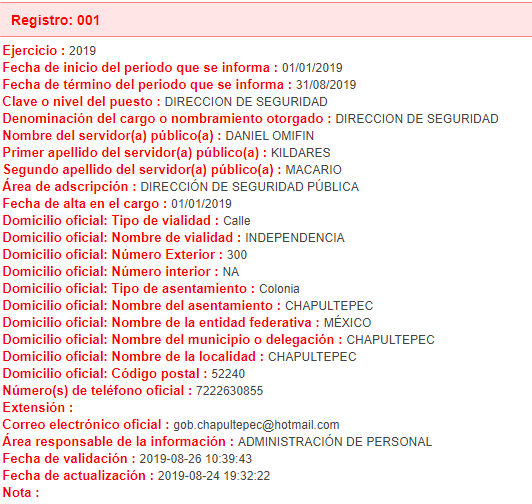 Registro: 001
Ejercicio : 2019
Fecha de inicio del periodo que se informa : 01/01/2019
Fecha de término del periodo que se informa : 31/08/2019
Clave o nivel del puesto : DIRECCION DE SEGURIDAD
Denominación del cargo o nombramiento otorgado : DIRECCION DE SEGURIDAD
Nombre del servidor(a) público(a) : DANIEL OMIFIN
Primer apellido del servidor(a) público(a) : KILDARES
Segundo apellido del servidor(a) público(a) : MACARIO
Área de adscripción : DIRECCIÓN DE SEGURIDAD PÚBLICA
Fecha de alta en el cargo : 01/01/2019
Domicilio oficial: Tipo de vialidad : Calle
Domicilio oficial: Nombre de vialidad : INDEPENDENCIA
Domicilio oficial: Número Exterior : 300
Domicilio oficial: Número interior : NA
Domicilio oficial: Tipo de asentamiento : Colonia
Domicilio oficial: Nombre del asentamiento : CHAPULTEPEC
Domicilio oficial: Nombre de la entidad federativa : MÉXICO
Domicilio oficial: Nombre del municipio o delegación : CHAPULTEPEC
Domicilio oficial: Nombre de la localidad : CHAPULTEPEC
Domicilio oficial: Código postal : 52240
Número(s) de teléfono oficial : 7222630855
Extensión :
Correo electrónico oficial : gob.chapultepec@hotmail.com
Área responsable de la información : ADMINISTRACIÓN DE PERSONAL
Fecha de validación : 2019-08-26 10:39:43
Fecha de actualización : 2019-08-24 19:32:22
Nota :